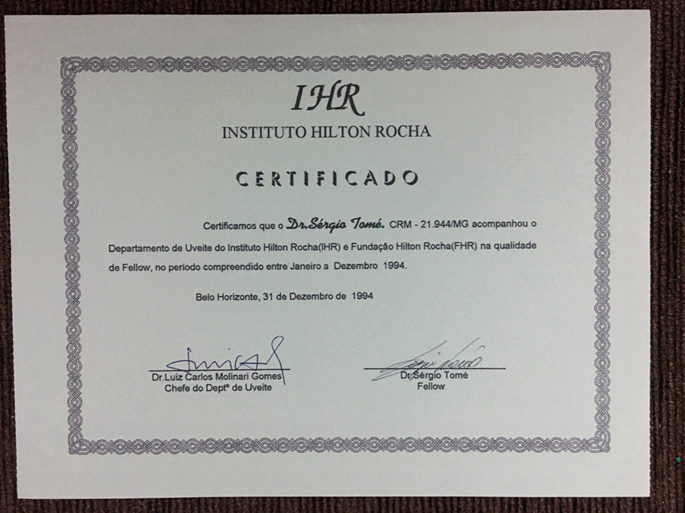 IHR
INSTITUTO HILTON ROCHA
CERTIFICADO
Certificamos que o Dr.Sérgio Tomé. CRM - 21.944/MG acompanhou o
Departamento de Uveite do Instituto Hilton Rocha(IHR) e Fundação Hilton Rocha(FHR) na qualidade
de Fellow, no período compreendido entre Janeiro a Dezembro 1994.
Belo Horizonte, 31 de Dezembro de 1994
Dr.Luiz Carlos Molinari Gomes
Chefe do Deptº de Uveite
Dr.Sérgio Tomé
Fellow